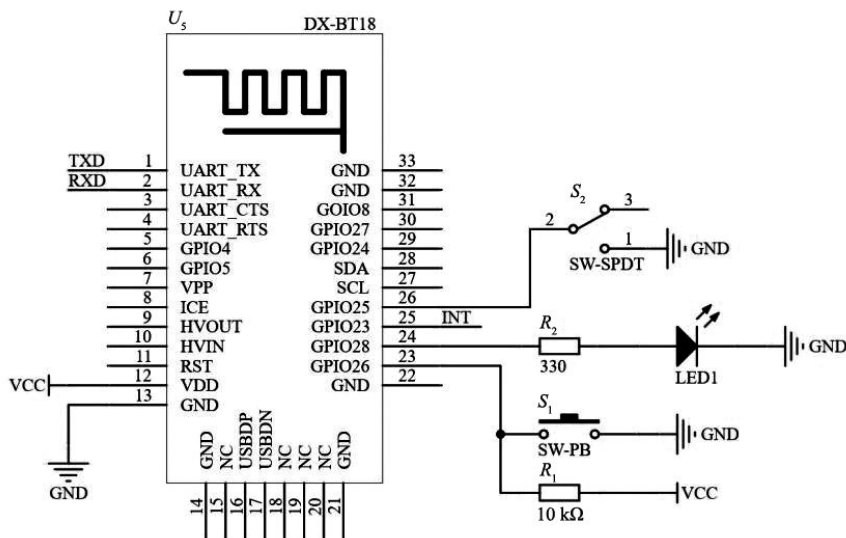 U5 DX-BT18
TXD 1 UART_TX GND 33
RXD 2 UART_RX GND 32
3 UART_CTS GOIO8 31
4 UART_RTS GPIO27 30
5 GPIO4 GPIO24 29
6 GPIO5 SDA 28
7 VPP SCL 27
8 ICE GPIO25 26
9 HVOUT GPIO23 25 INT
10 HVIN GPIO28 24
11 RST GPIO26 23
VCC 12 VDD GND 22
13 GND
GND
GND NC USBDP USBDN NC NC NC GND
14 15 16 17 18 19 20 21
S2 3
2
1 GND
SW-SPDT
R2
330
LED1
GND
S1
SW-PB
GND
R1
10 kΩ
VCC